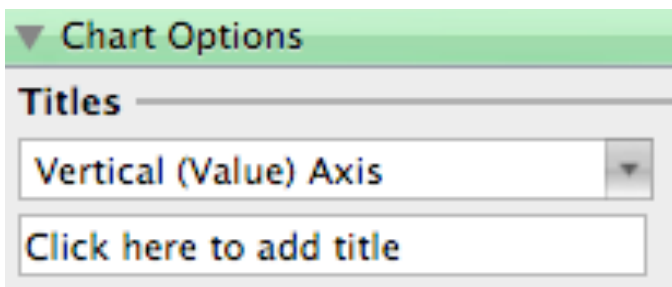 Chart Options
Titles
Vertical (Value) Axis
Click here to add title